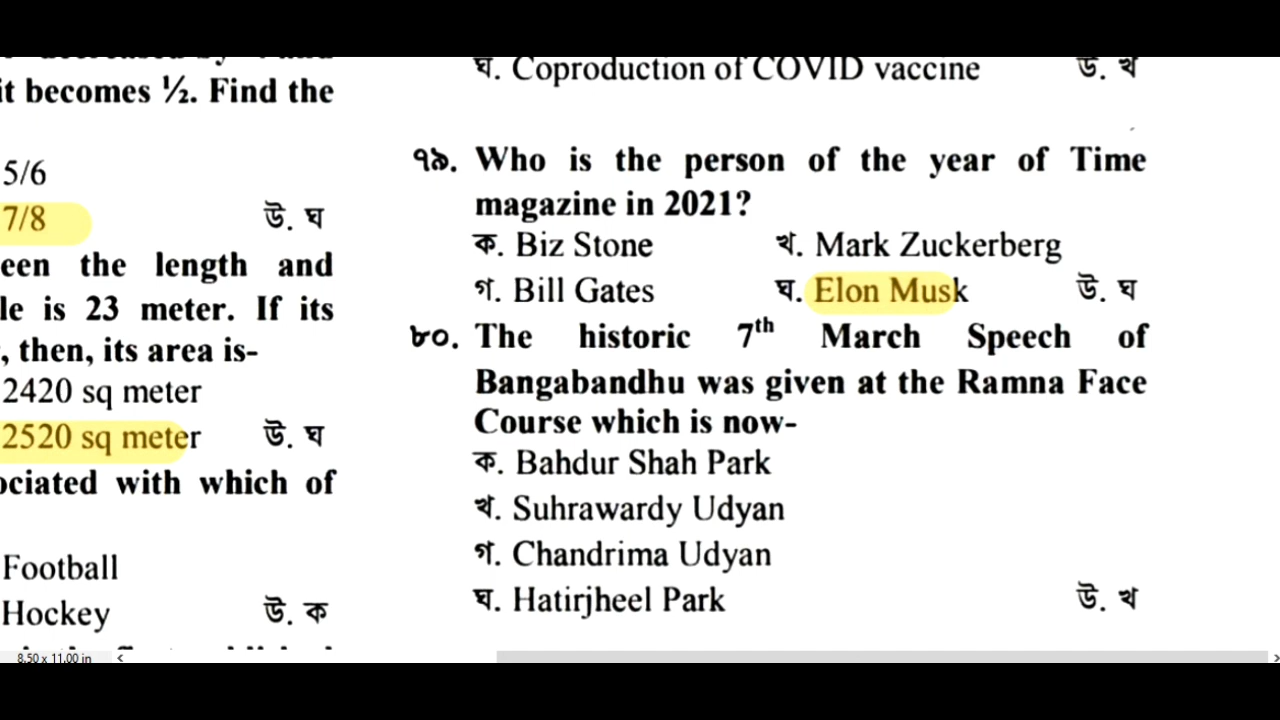 it becomes ½. Find the
5/6
7/8 উ. ঘ
een the length and
le is 23 meter. If its
, then, its area is-
2420 sq meter
2520 sq meter উ. ঘ
ociated with which of
Football
Hockey উ. ক
ঘ. Coproduction of COVID vaccine উ. খ
৭৯. Who is the person of the year of Time
magazine in 2021?
ক. Biz Stone খ. Mark Zuckerberg
গ. Bill Gates ঘ. Elon Musk উ. ঘ
৮০. The historic 7th March Speech of
Bangabandhu was given at the Ramna Face
Course which is now-
ক. Bahdur Shah Park
খ. Suhrawardy Udyan
গ. Chandrima Udyan
ঘ. Hatirjheel Park উ. খ
8.50 x 11.00 in